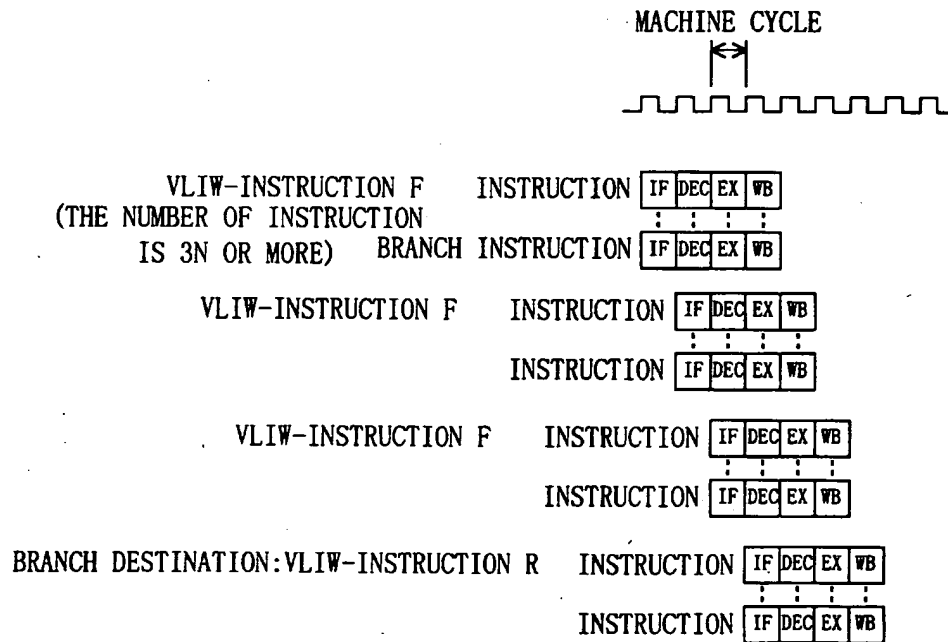 MACHINE CYCLE
VLIW-INSTRUCTION F INSTRUCTION IF DEC EX WB
(THE NUMBER OF INSTRUCTION
IS 3N OR MORE) BRANCH INSTRUCTION IF DEC EX WB
VLIW-INSTRUCTION F INSTRUCTION IF DEC EX WB
INSTRUCTION IF DEC EX WB
VLIW-INSTRUCTION F INSTRUCTION IF DEC EX WB
INSTRUCTION IF DEC EX WB
BRANCH DESTINATION:VLIW-INSTRUCTION R INSTRUCTION IF DEC EX WB
INSTRUCTION IF DEC EX WB